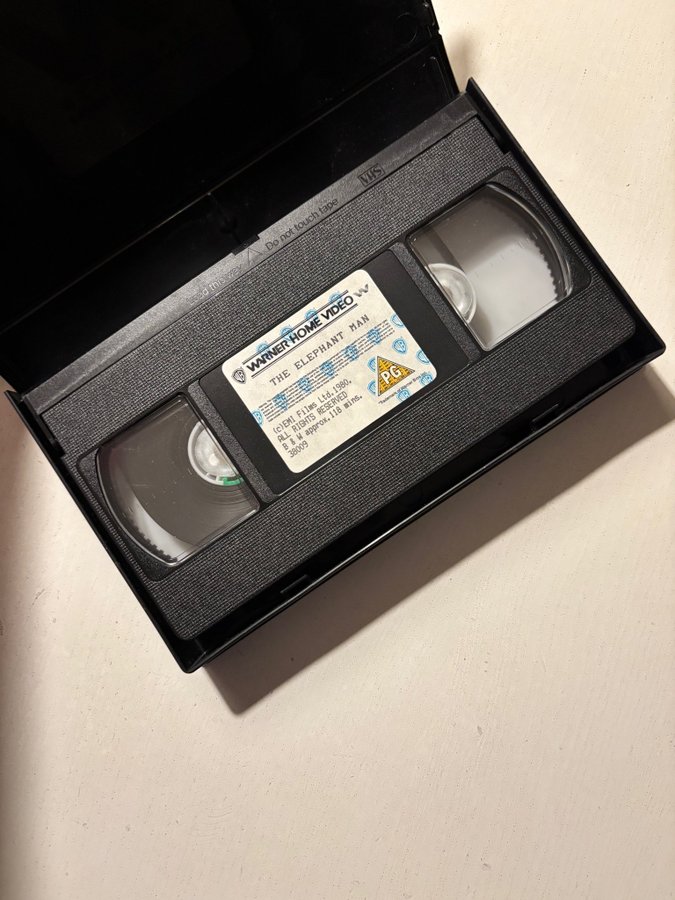 VHS
Do not touch tape
WARNER HOME VIDEO
THE ELEPHANT MAN
PG
(c)EMI Films Ltd.1980.
ALL RIGHTS RESERVED
B & W approx.118 mins.
38009